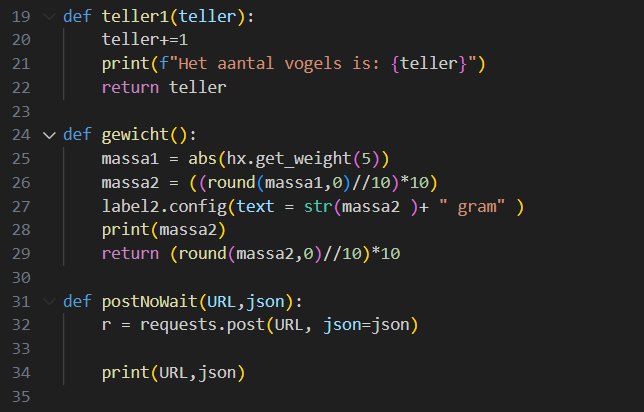 19 def teller1(teller):
20     teller+=1
21     print(f"Het aantal vogels is: {teller}")
22     return teller
23
24 def gewicht():
25     massa1 = abs(hx.get_weight(5))
26     massa2 = ((round(massa1,0)//10)*10)
27     label2.config(text = str(massa2 )+ " gram" )
28     print(massa2)
29     return (round(massa2,0)//10)*10
30
31 def postNoWait(URL,json):
32     r = requests.post(URL, json=json)
33
34     print(URL,json)
35